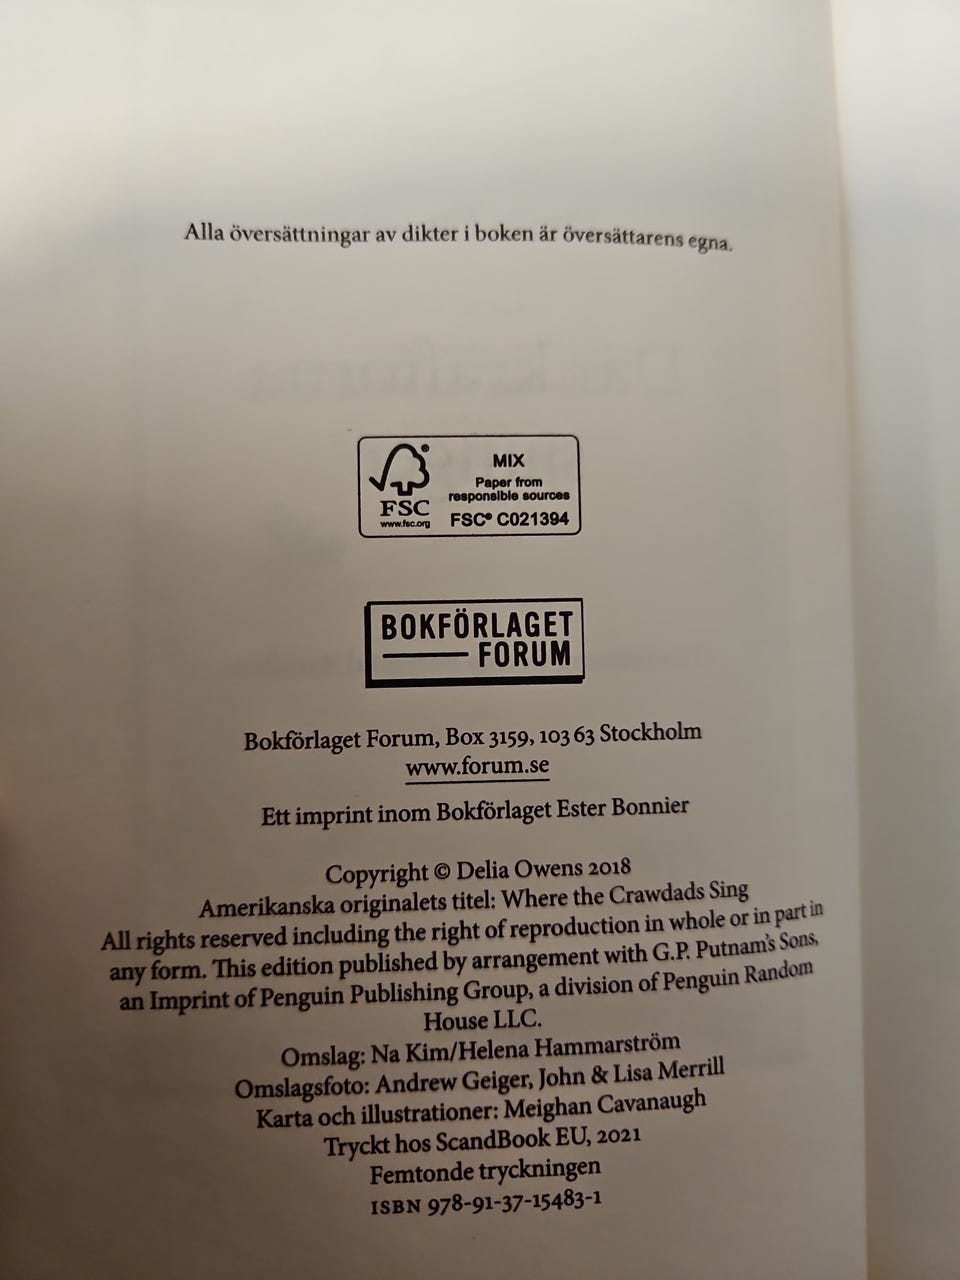 Alla översättningar av dikter i boken är översättarens egna.
MIX
Paper from
responsible sources
FSC® C021394
FSC
www.fsc.org
BOKFÖRLAGET
FORUM
Bokförlaget Forum, Box 3159, 103 63 Stockholm
www.forum.se
Ett imprint inom Bokförlaget Ester Bonnier
Copyright © Delia Owens 2018
Amerikanska originalets titel: Where the Crawdads Sing
All rights reserved including the right of reproduction in whole or in part in
any form. This edition published by arrangement with G.P. Putnam's Sons,
an Imprint of Penguin Publishing Group, a division of Penguin Random
House LLC.
Omslag: Na Kim/Helena Hammarström
Omslagsfoto: Andrew Geiger, John & Lisa Merrill
Karta och illustrationer: Meighan Cavanaugh
Tryckt hos ScandBook EU, 2021
Femtonde tryckningen
ISBN 978-91-37-15483-1